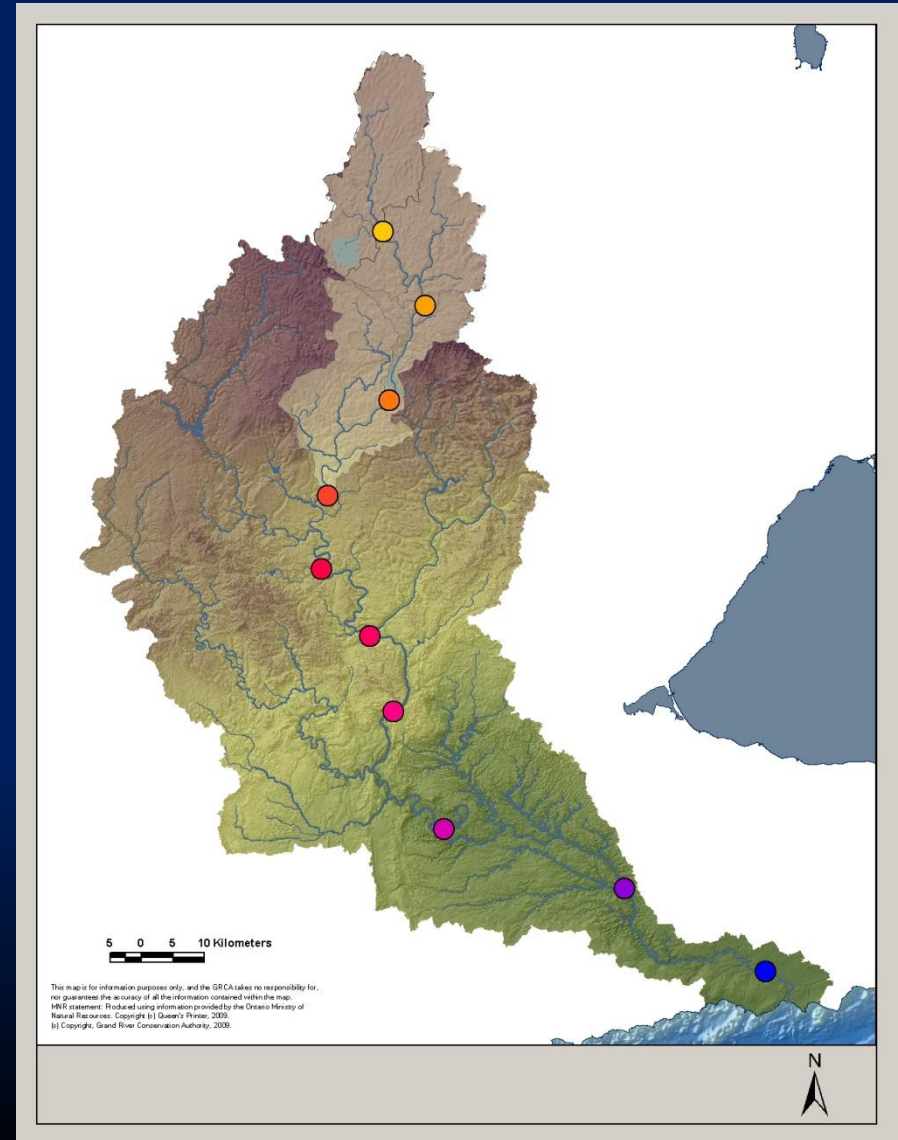 5 0 5 10 Kilometers
This map is for information purposes only, and the GRCA takes no responsibility for,
nor guarantees the accuracy of all the information contained within the map.
MNR statement: Produced using information provided by the Ontario Ministry of
Natural Resources. Copyright (c) Queen's Printer, 2009.
(c) Copyright, Grand River Conservation Authority, 2009.
N